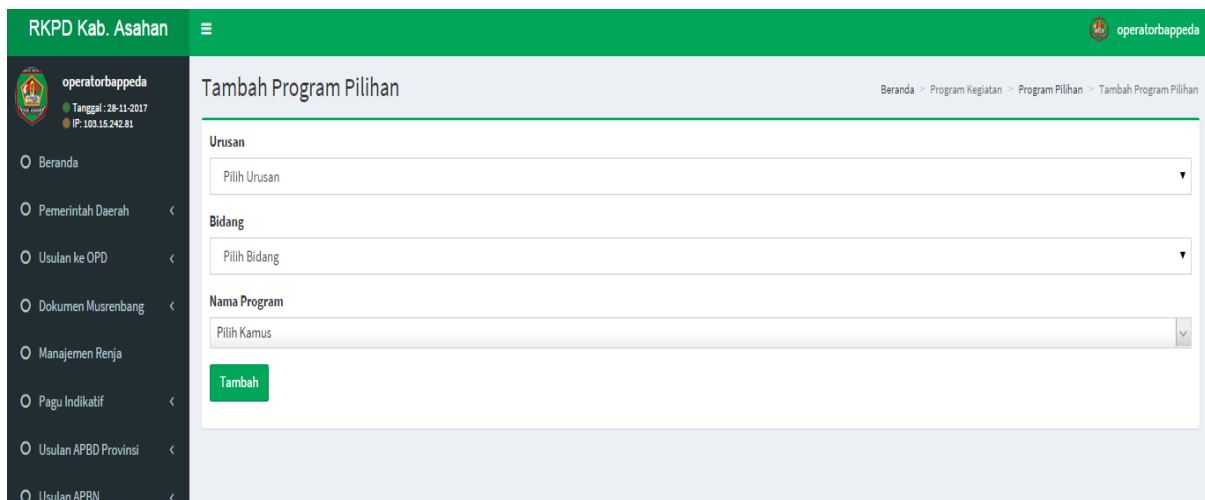 RKPD Kab. Asahan
operatorbappeda
operatorbappeda
Tanggal : 28-11-2017
IP: 103.15.242.81
Beranda
Pemerintah Daerah
Usulan ke OPD
Dokumen Musrenbang
Manajemen Renja
Pagu Indikatif
Usulan APBD Provinsi
Usulan APBN
Tambah Program Pilihan
Beranda > Program Kegiatan > Program Pilihan > Tambah Program Pilihan
Urusan
Pilih Urusan
Bidang
Pilih Bidang
Nama Program
Pilih Kamus
Tambah